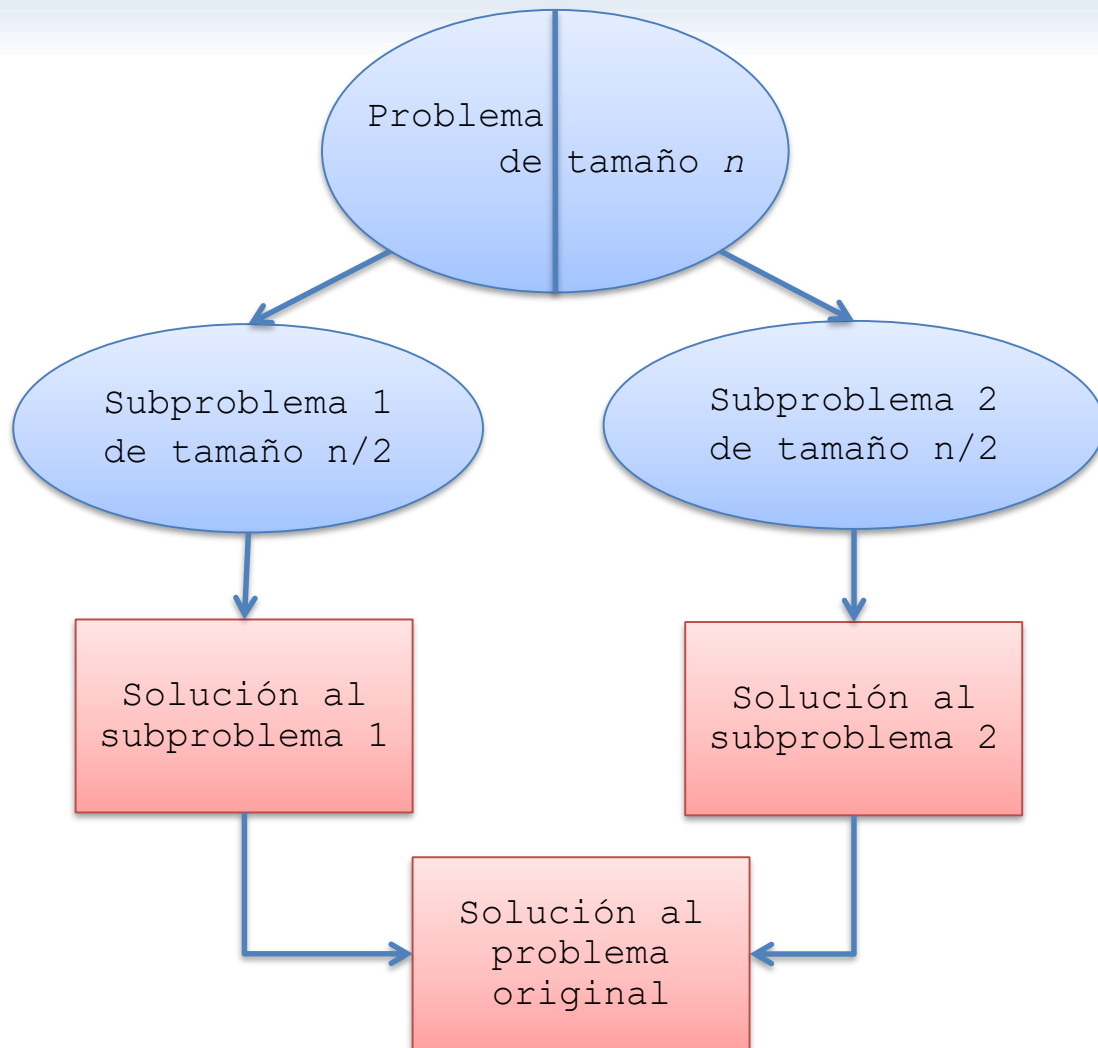 Problema
de tamaño n
Subproblema 1
de tamaño n/2
Subproblema 2
de tamaño n/2
Solución al
subproblema 1
Solución al
subproblema 2
Solución al
problema
original